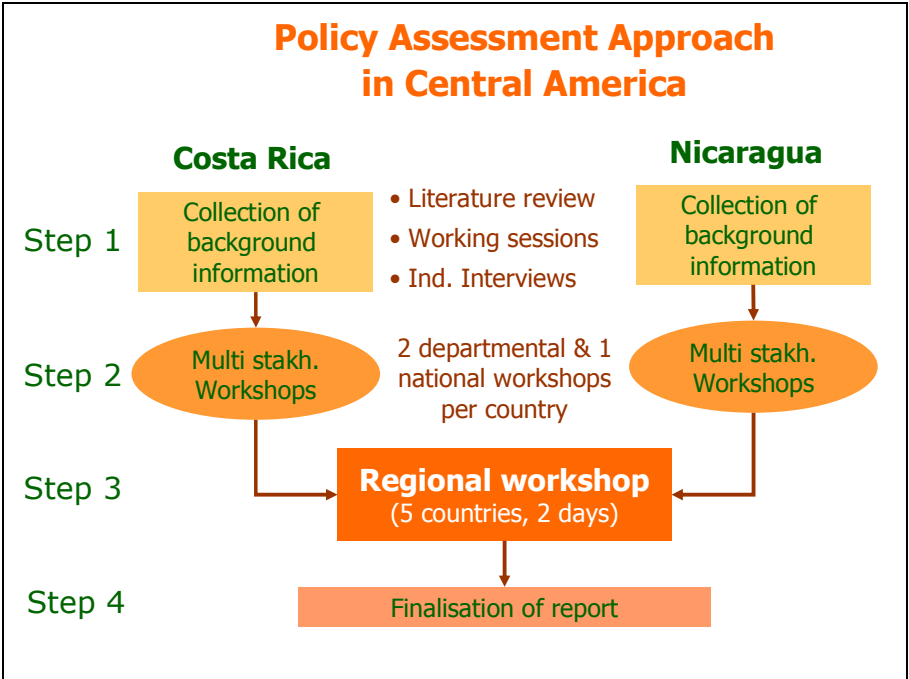 Policy Assessment Approach
in Central America
Costa Rica
Nicaragua
Step 1
Collection of
background
information
• Literature review
• Working sessions
• Ind. Interviews
Collection of
background
information
Step 2
Multi stakh.
Workshops
2 departmental & 1
national workshops
per country
Multi stakh.
Workshops
Step 3
Regional workshop
(5 countries, 2 days)
Step 4
Finalisation of report